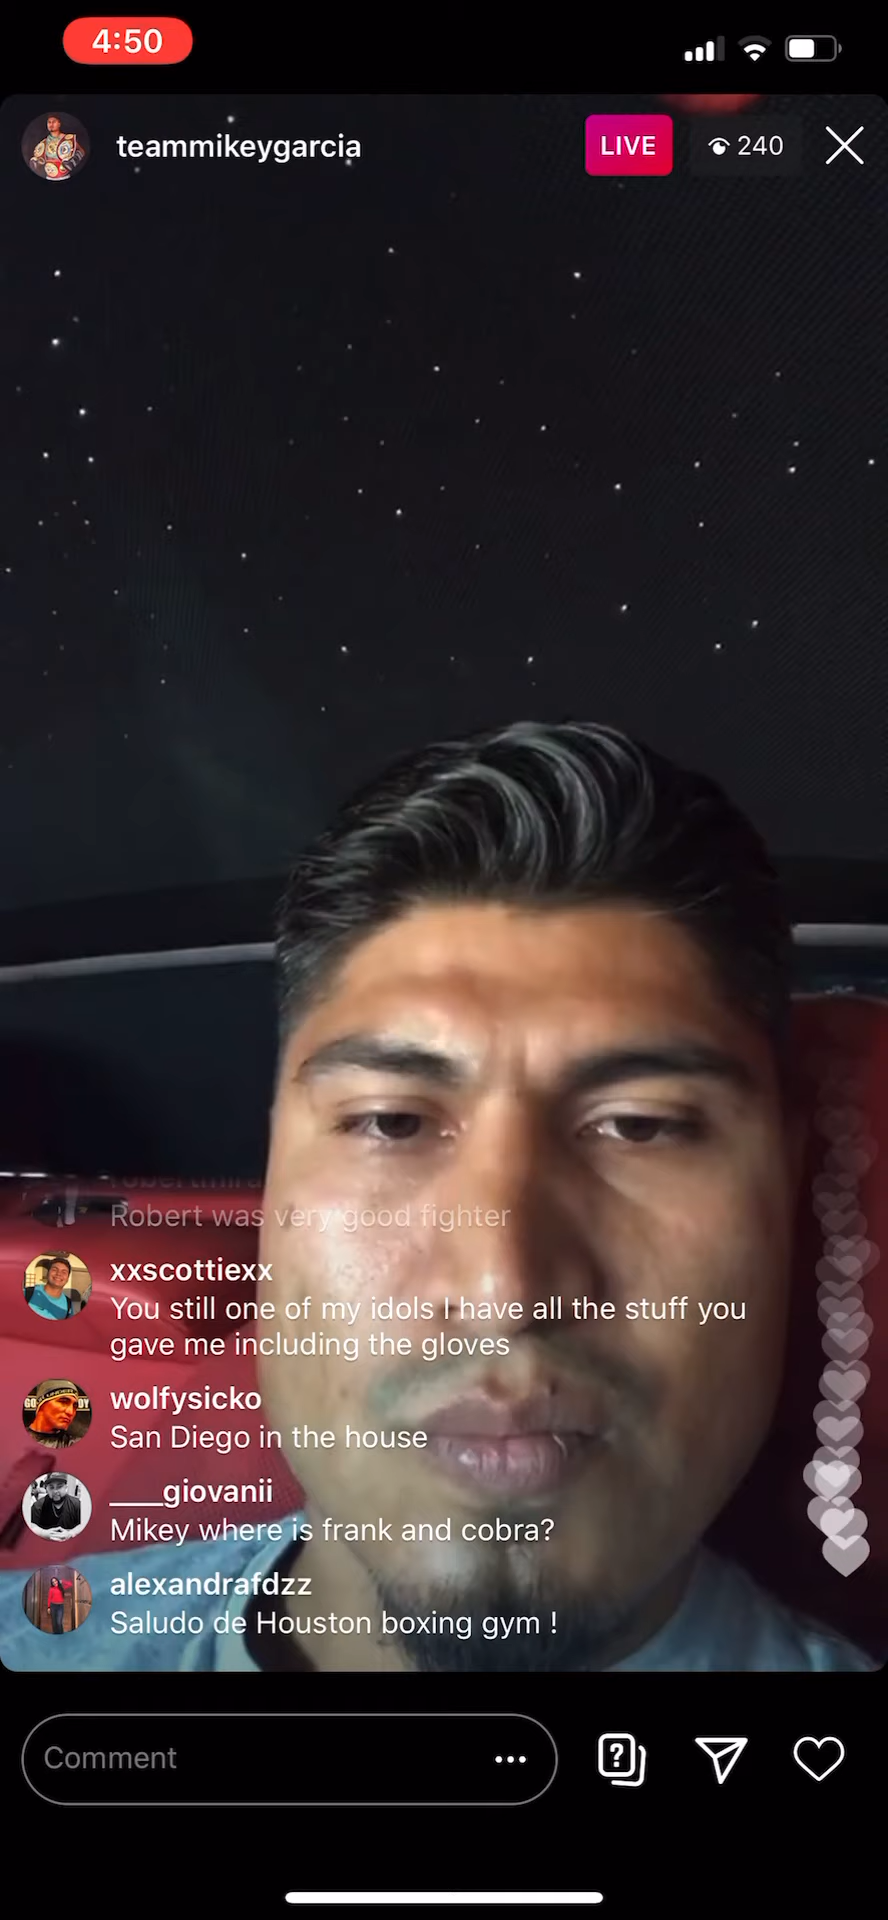 4:50
teammikeygarcia
LIVE
240
Robert was very good fighter
xxscottiexx
You still one of my idols I have all the stuff you
gave me including the gloves
wolfysicko
San Diego in the house
____giovanii
Mikey where is frank and cobra?
alexandrafdzz
Saludo de Houston boxing gym !
Comment